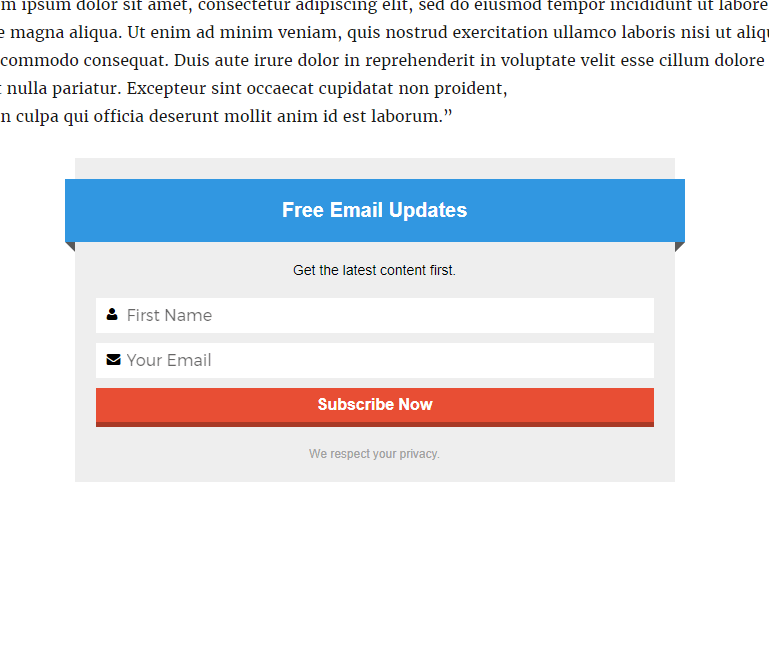 ipsum dolor sit amet, consectetur adipiscing elit, sed do eiusmod tempor incididunt ut labore
magna aliqua. Ut enim ad minim veniam, quis nostrud exercitation ullamco laboris nisi ut
commodo consequat. Duis aute irure dolor in reprehenderit in voluptate velit esse cillum dolore
nulla pariatur. Excepteur sint occaecat cupidatat non proident,
culpa qui officia deserunt mollit anim id est laborum.”
Free Email Updates
Get the latest content first.
First Name
Your Email
Subscribe Now
We respect your privacy.